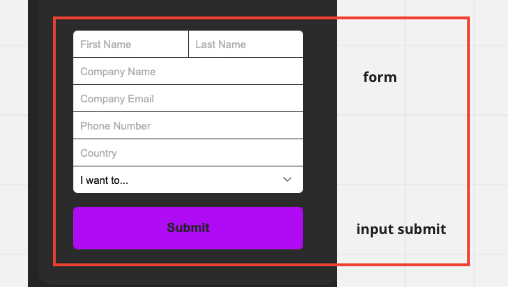 First Name Last Name
Company Name
form
Company Email
Phone Number
Country
I want to...
Submit
input submit